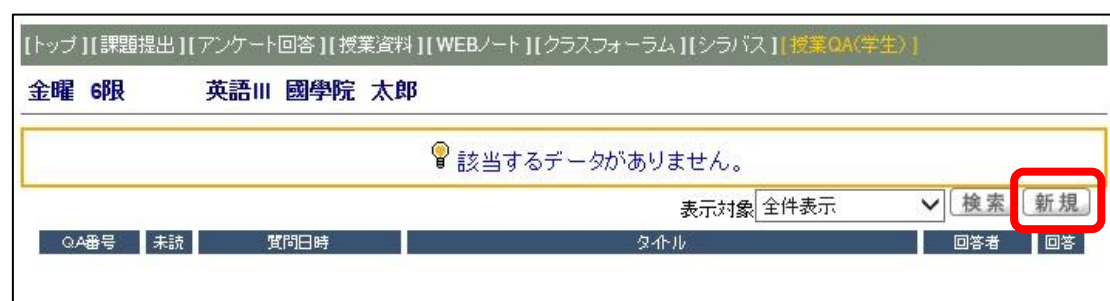 [トップ][課題提出][アンケート回答][授業資料][WEBノート][クラスフォーラム][シラバス][授業QA(学生)]
金曜 6限 英語III 國學院 太郎
該当するデータがありません。
表示対象 全件表示 検索 新規
QA番号 未読 質問日時 タイトル 回答者 回答